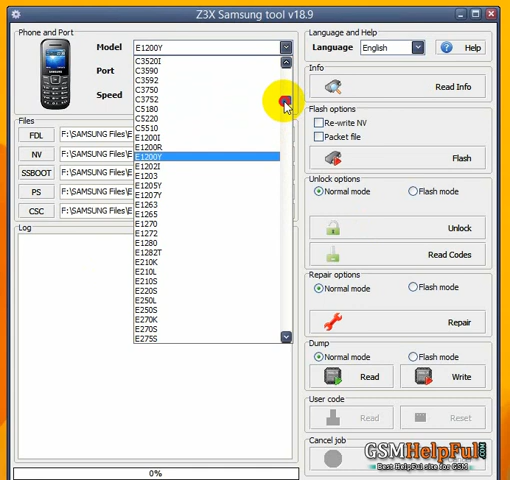 Z3X Samsung tool v18.9
Phone and Port
Model
E1200Y
Port
Speed
C3520I
C3590
C3592
C3750
C3752
C5180
C5220
C5510
E1200I
E1200R
E1200Y
E1202I
E1203
E1205Y
E1207Y
E1263
E1265
E1270
E1272
E1280
E1282T
E210K
E210L
E210S
E220S
E250L
E250S
E270K
E270S
E275S
Files
FDL
F:\SAMSUNG Files\E
NV
F:\SAMSUNG Files\E
SSBOOT
F:\SAMSUNG Files\E
PS
F:\SAMSUNG Files\E
CSC
F:\SAMSUNG Files\E
Log
0%
Language and Help
Language
English
Help
Info
Read Info
Flash options
Re-write NV
Packet file
Flash
Unlock options
Normal mode
Flash mode
Unlock
Read Codes
Repair options
Normal mode
Flash mode
Repair
Dump
Normal mode
Flash mode
Read
Write
User code
Read
Reset
Cancel job
GSMHelpFul.COM
Best HelpFul site for GSM